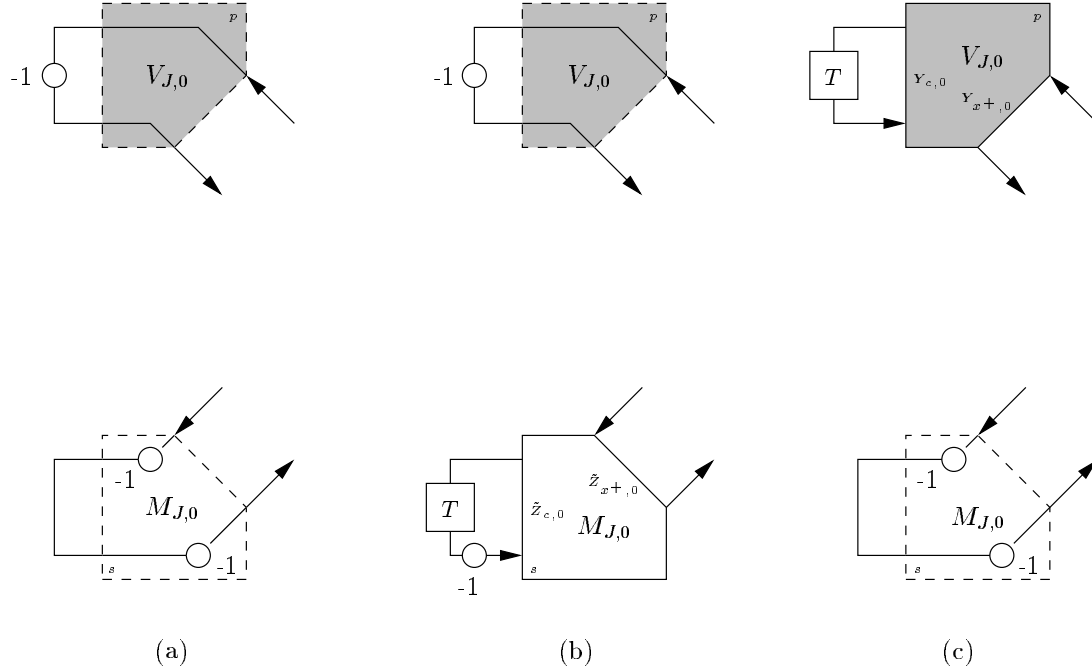 p
-1
V_{J,0}
p
-1
V_{J,0}
p
T
V_{J,0}
Y_{c,0}
Y_{x+,0}
-1
M_{J,0}
-1
s
Z̃_{x+,0}
T
Z̃_{c,0}
M_{J,0}
-1
s
-1
M_{J,0}
-1
s
(a)
(b)
(c)